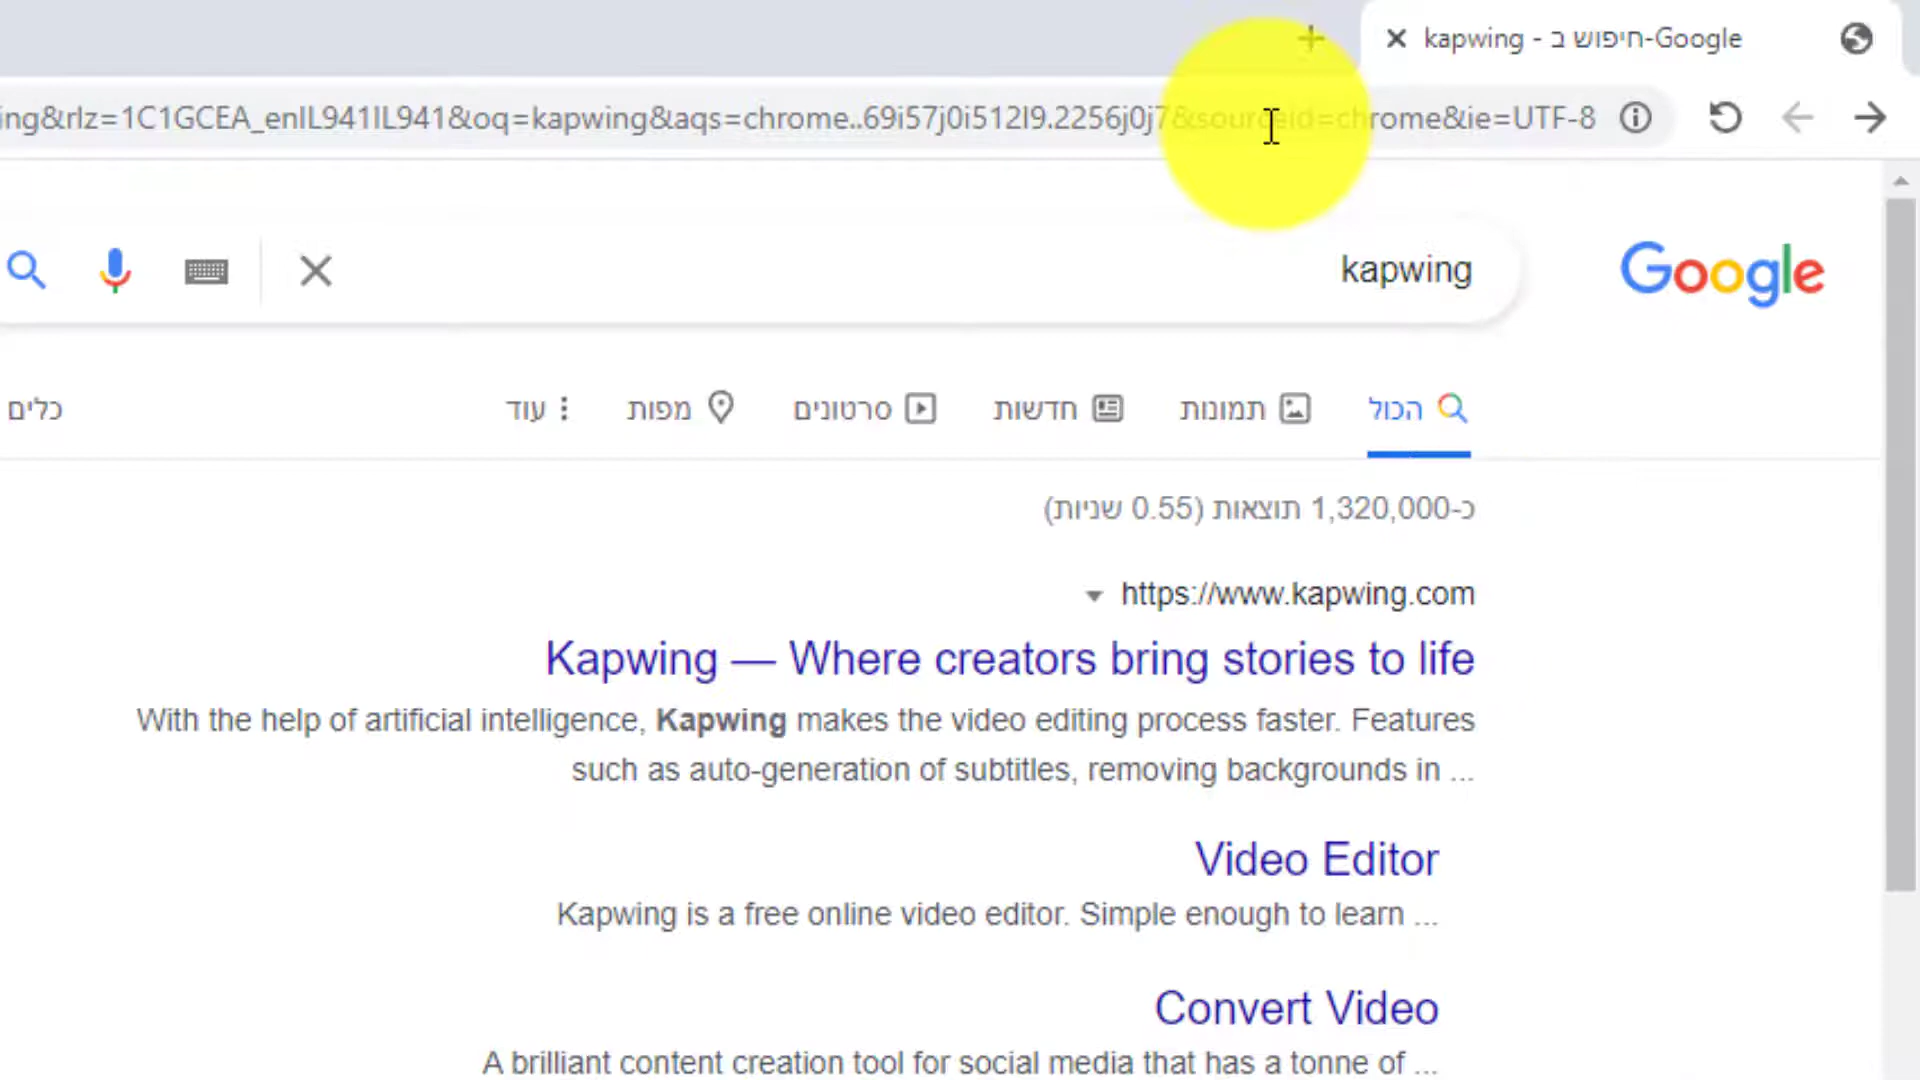 kapwing - חיפוש ב-Google
ing&rlz=1C1GCEA_enIL941IL941&oq=kapwing&aqs=chrome..69i57j0i512l9.2256j0j7&sourceid=chrome&ie=UTF-8
kapwing
Google
הכול תמונות חדשות סרטונים מפות עוד כלים
כ-1,320,000 תוצאות (0.55 שניות)
https://www.kapwing.com
Kapwing — Where creators bring stories to life
With the help of artificial intelligence, Kapwing makes the video editing process faster. Features
such as auto-generation of subtitles, removing backgrounds in ...
Video Editor
Kapwing is a free online video editor. Simple enough to learn ...
Convert Video
A brilliant content creation tool for social media that has a tonne of ...